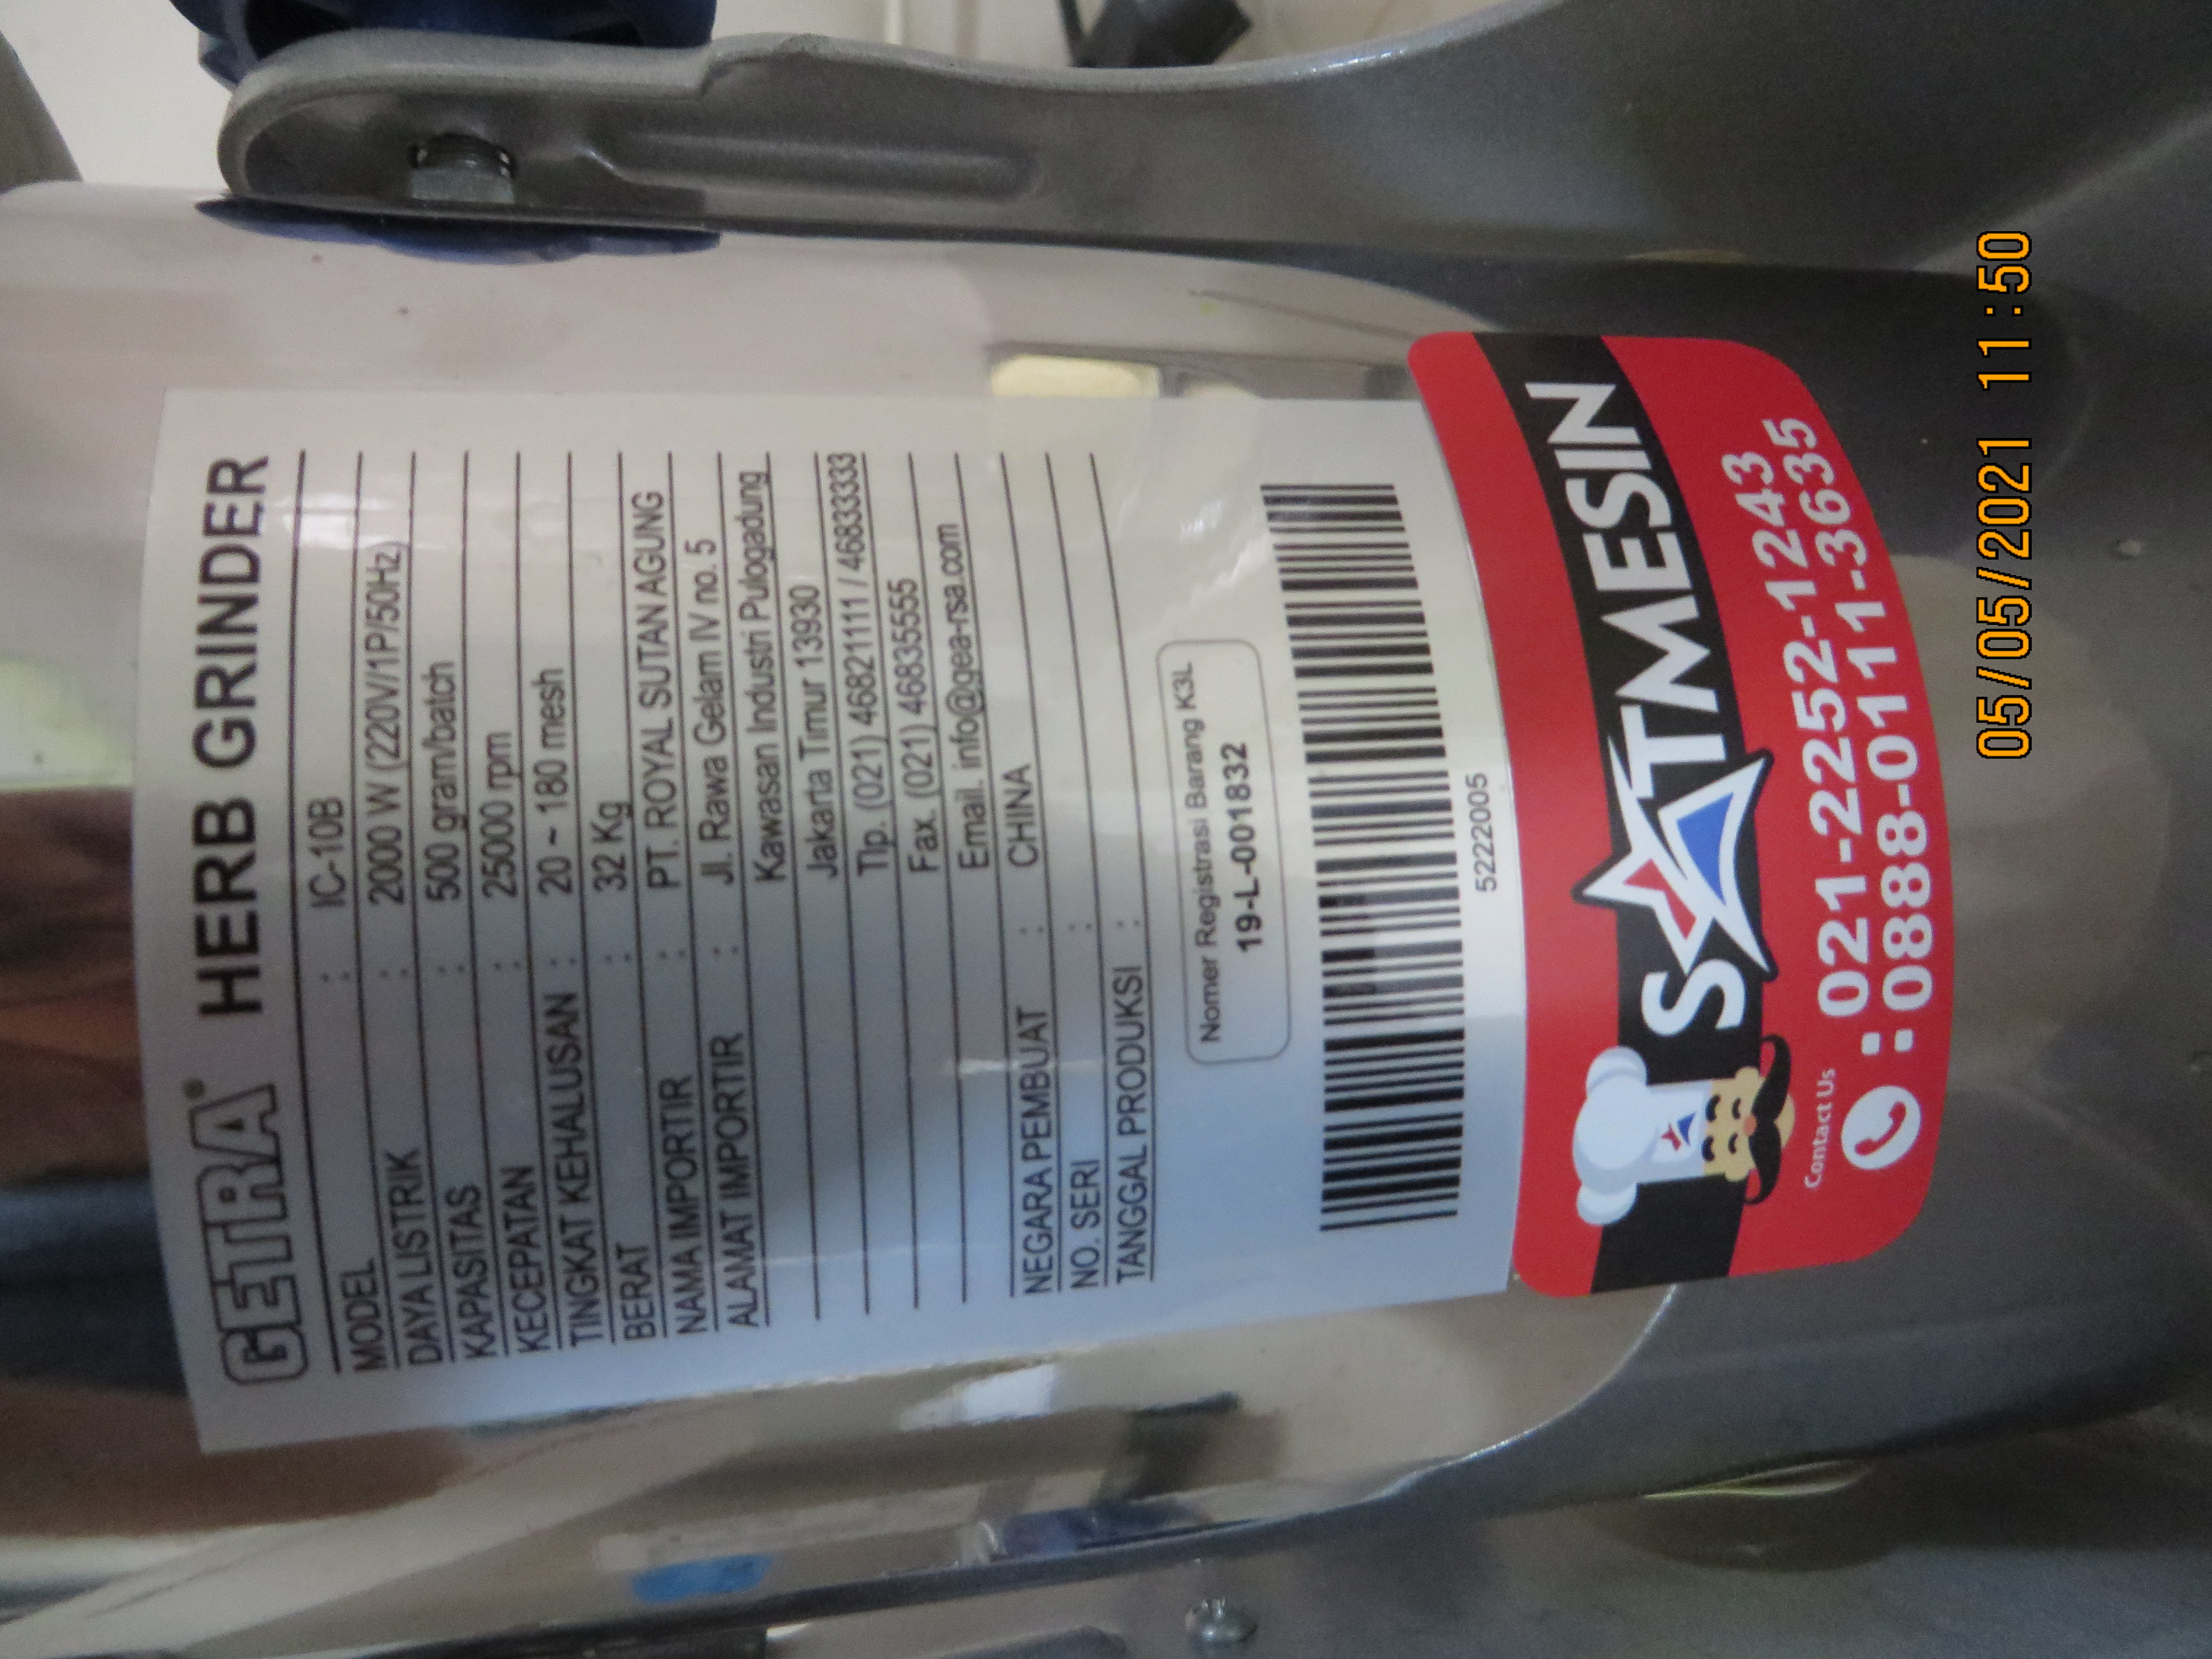 GETRA® HERB GRINDER
MODEL : IC-10B
DAYA LISTRIK : 2000 W (220V/1P/50Hz)
KAPASITAS : 500 gram/batch
KECEPATAN : 25000 rpm
TINGKAT KEHALUSAN : 20 ~ 180 mesh
BERAT : 32 Kg
NAMA IMPORTIR : PT. ROYAL SUTAN AGUNG
ALAMAT IMPORTIR : Jl. Rawa Gelam IV no. 5
Kawasan Industri Pulogadung
Jakarta Timur 13930
Tlp. (021) 46821111 / 46833333
Fax. (021) 46835555
Email. info@gea-rsa.com
NEGARA PEMBUAT : CHINA
NO. SERI :
TANGGAL PRODUKSI :
Nomer Registrasi Barang K3L
19-L-001832
5222005
SATMESIN
Contact Us
: 021-2252-1243
: 0888-0111-3635
05/05/2021 11:50